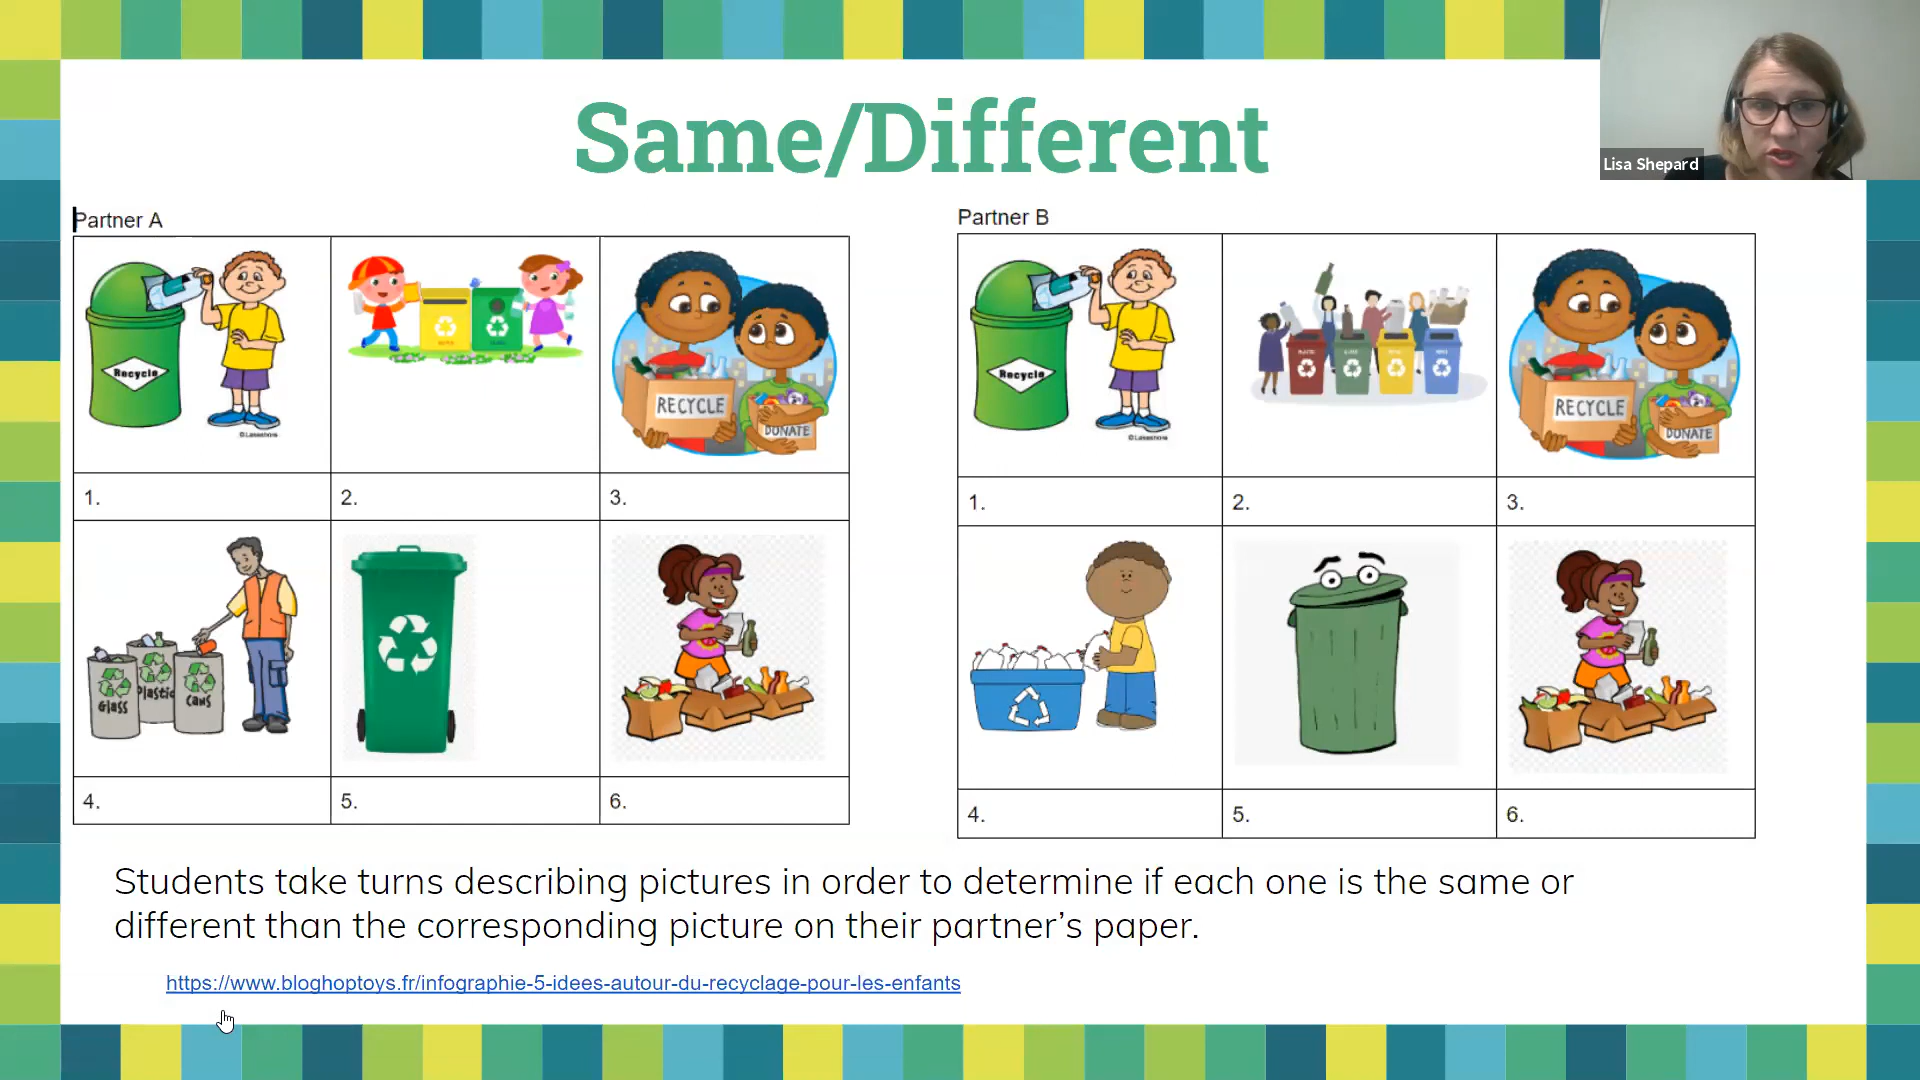 Same/Different
Lisa Shepard
Partner A
Partner B
Recycle
RECYCLE
DONATE
©Lakeshore
1.
2.
3.
Glass
Plastic
Cans
4.
5.
6.
Recycle
RECYCLE
DONATE
©Lakeshore
1.
2.
3.
4.
5.
6.
Students take turns describing pictures in order to determine if each one is the same or
different than the corresponding picture on their partner’s paper.
https://www.bloghoptoys.fr/infographie-5-idees-autour-du-recyclage-pour-les-enfants